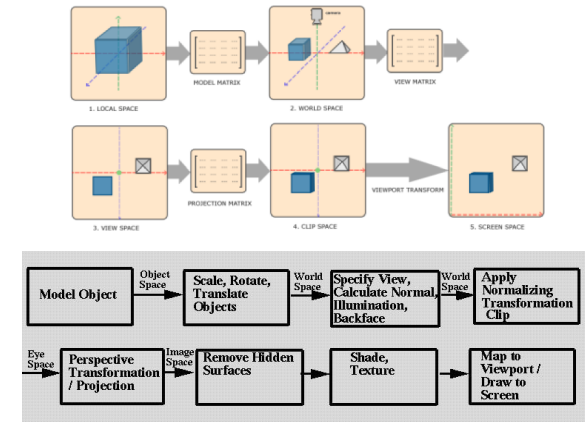 camera
MODEL MATRIX
VIEW MATRIX
1. LOCAL SPACE
2. WORLD SPACE
PROJECTION MATRIX
VIEWPORT TRANSFORM
3. VIEW SPACE
4. CLIP SPACE
5. SCREEN SPACE
Model Object
Object
Space
Scale, Rotate,
Translate
Objects
World
Space
Specify View,
Calculate Normal,
Illumination,
Backface
World
Space
Apply
Normalizing
Transformation
Clip
Eye
Space
Perspective
Transformation
/ Projection
Image
Space
Remove Hidden
Surfaces
Shade,
Texture
Map to
Viewport /
Draw to
Screen